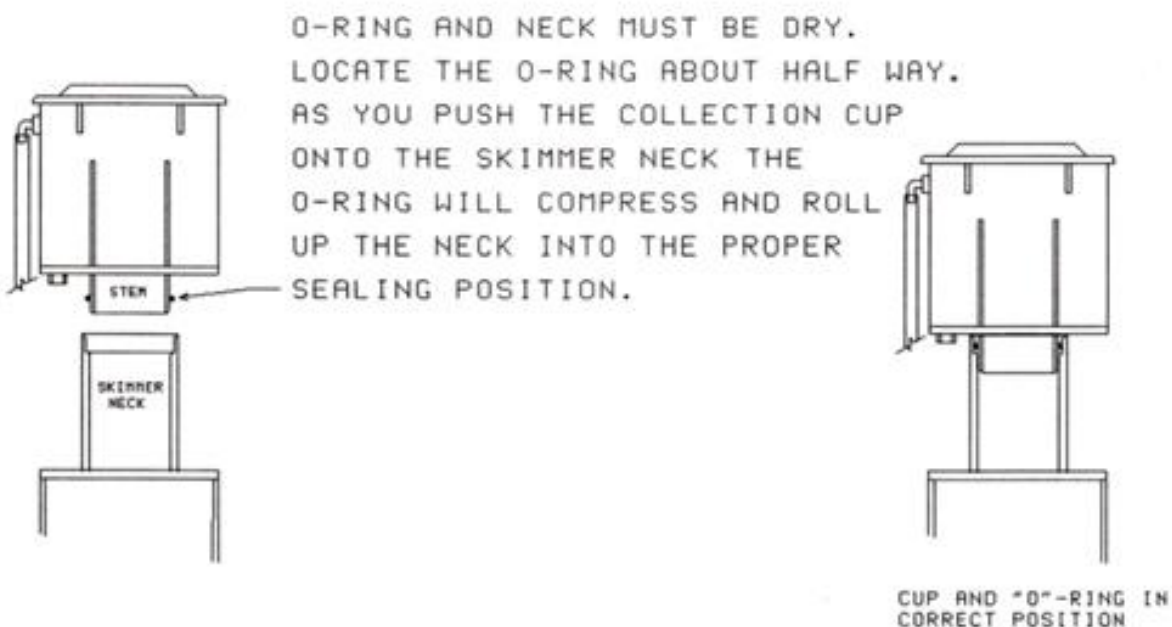 O-RING AND NECK MUST BE DRY.
LOCATE THE O-RING ABOUT HALF WAY.
AS YOU PUSH THE COLLECTION CUP
ONTO THE SKIMMER NECK THE
O-RING WILL COMPRESS AND ROLL
UP THE NECK INTO THE PROPER
SEALING POSITION.
STEM
SKIMMER
NECK
CUP AND "O"-RING IN
CORRECT POSITION